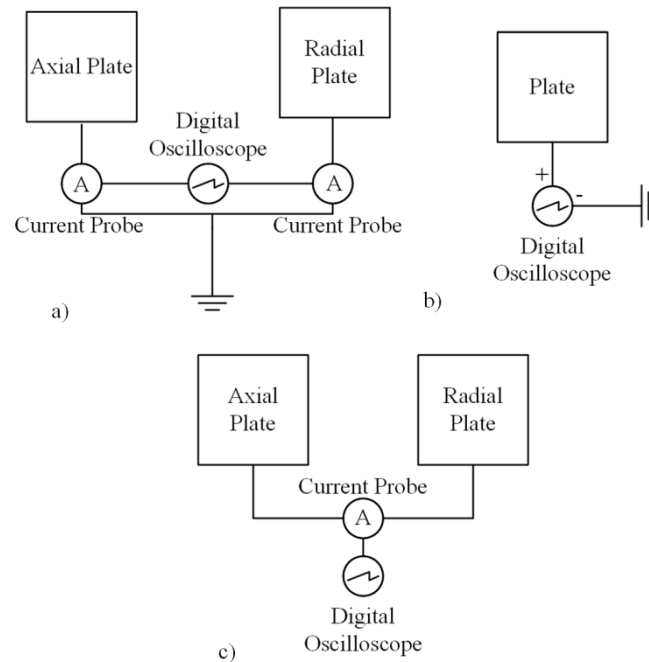 Axial Plate
Radial
Plate
Digital
Oscilloscope
A
A
Current Probe
Current Probe
a)
Plate
+
-
Digital
Oscilloscope
b)
Axial
Plate
Radial
Plate
Current Probe
A
Digital
Oscilloscope
c)